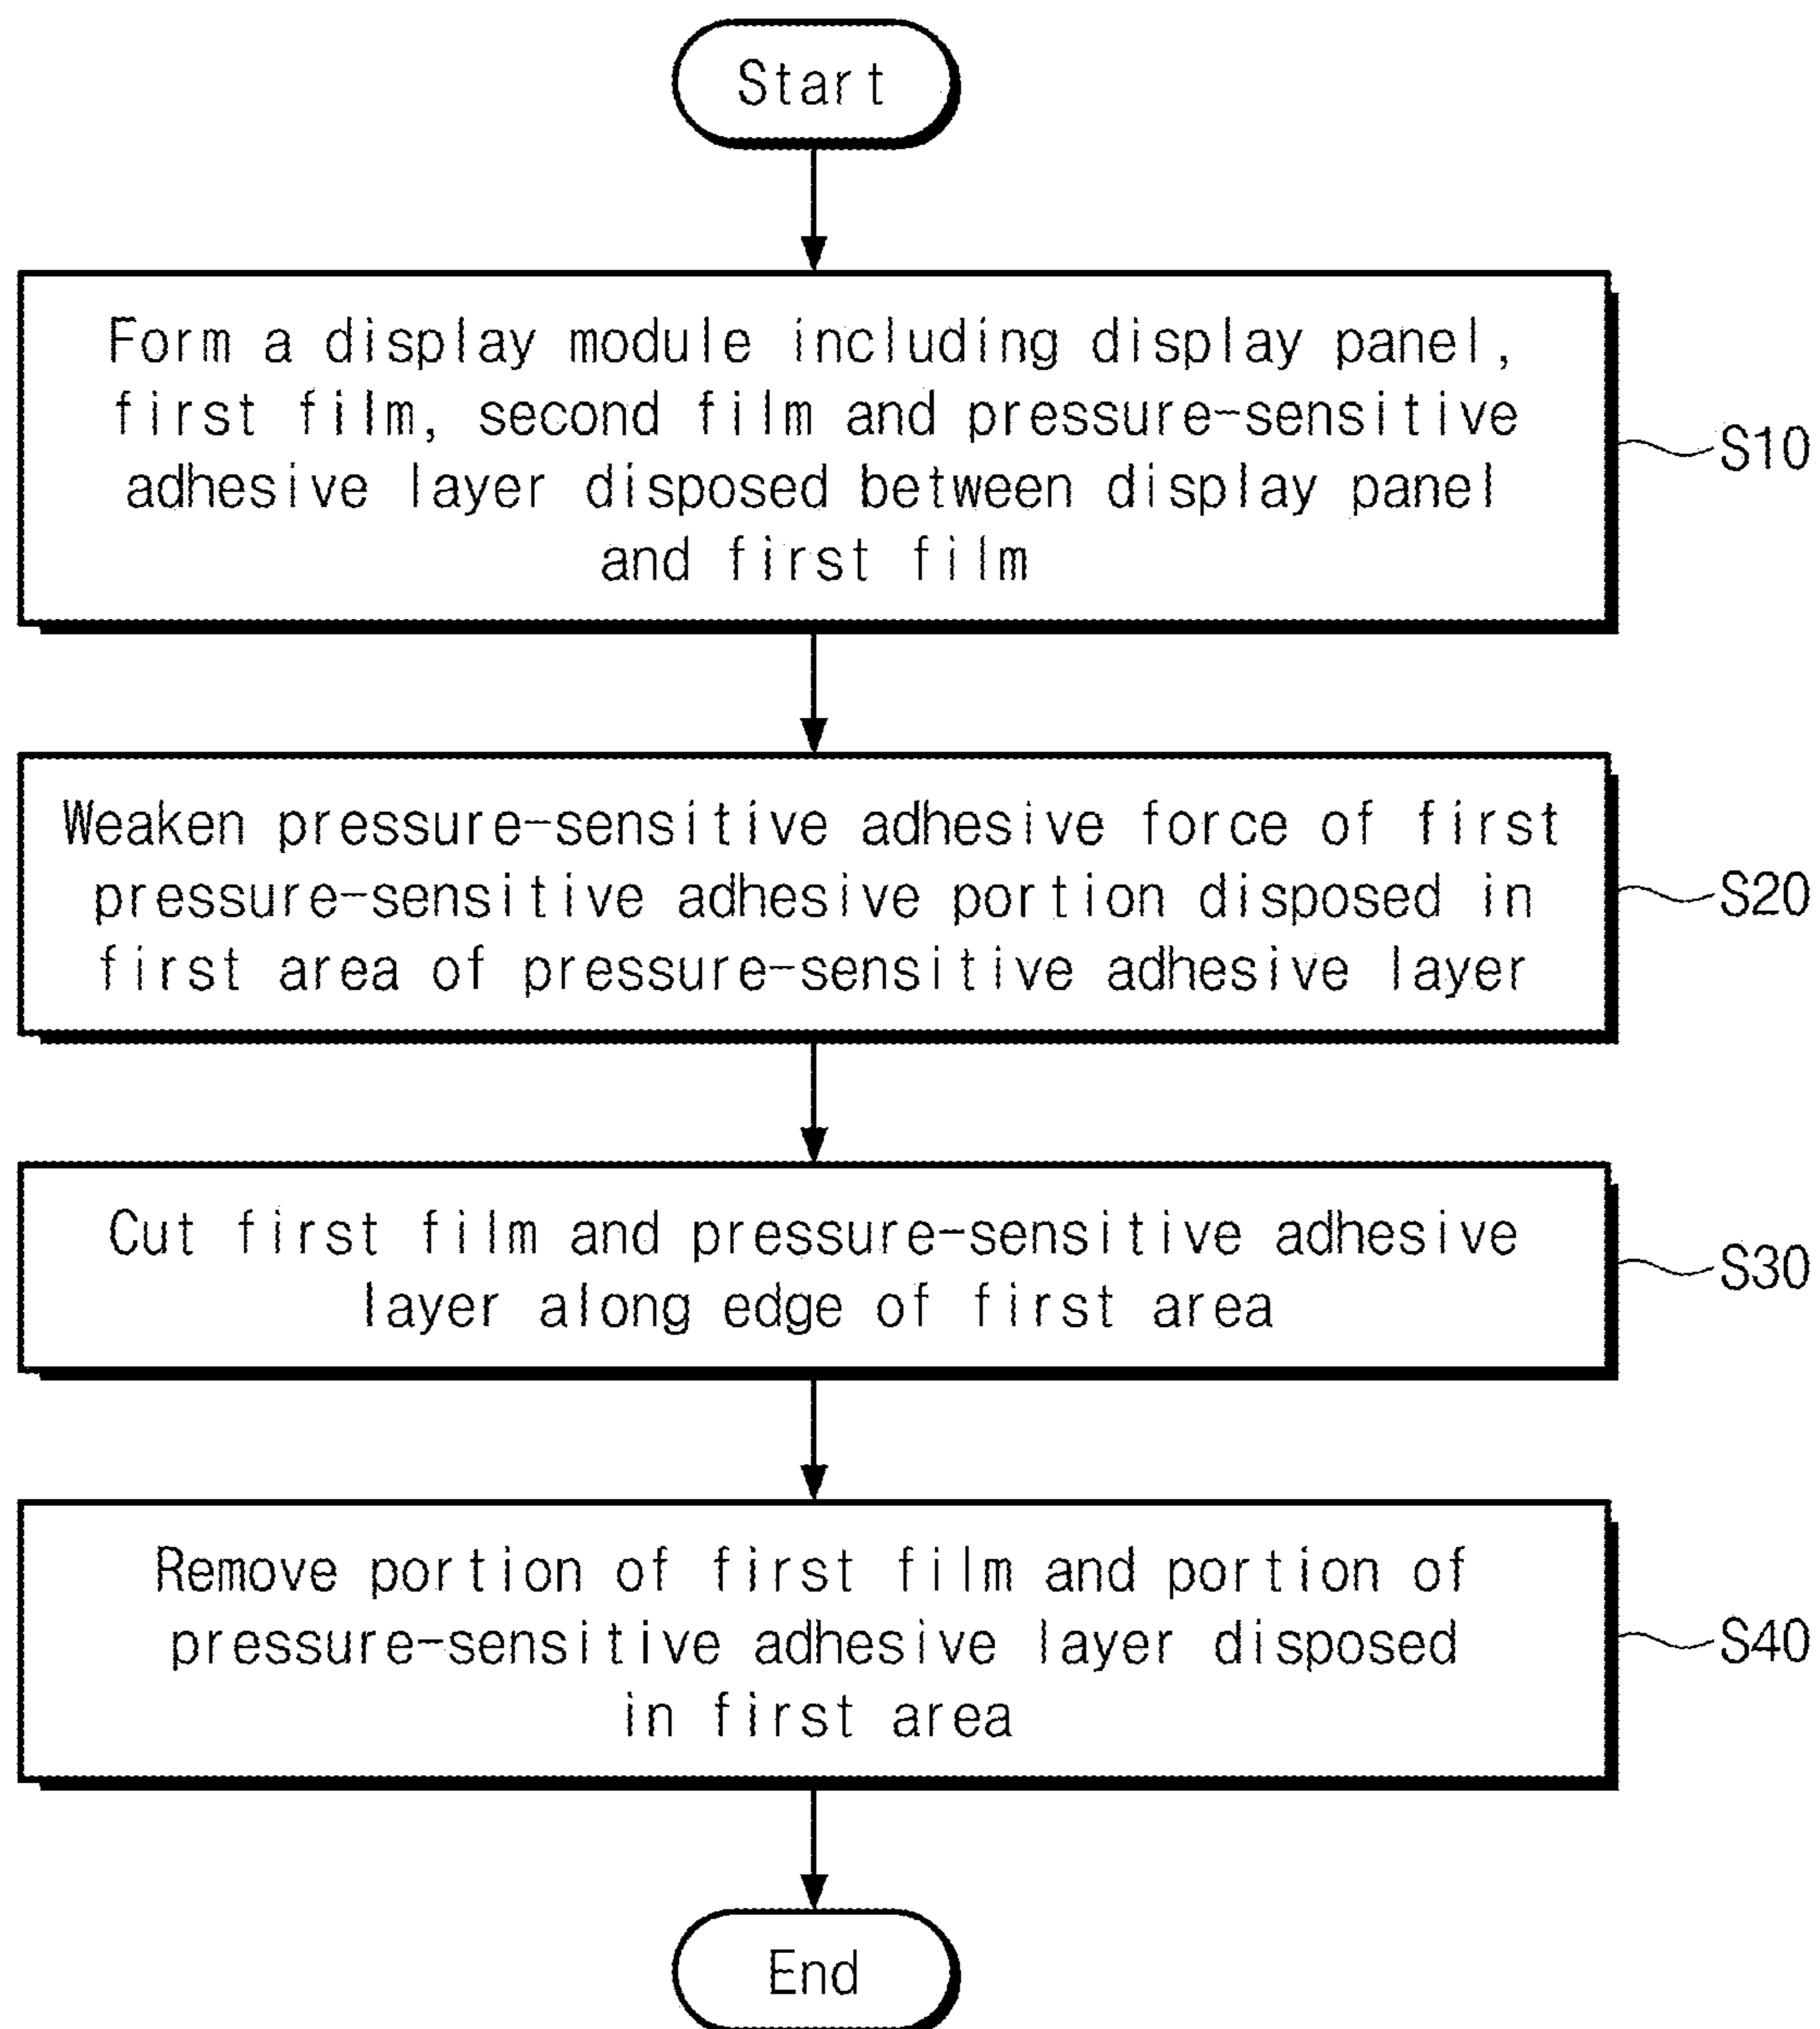 Start
Form a display module including display panel,
first film, second film and pressure-sensitive
adhesive layer disposed between display panel
and first film
S10
Weaken pressure-sensitive adhesive force of first
pressure-sensitive adhesive portion disposed in
first area of pressure-sensitive adhesive layer
S20
Cut first film and pressure-sensitive adhesive
layer along edge of first area
S30
Remove portion of first film and portion of
pressure-sensitive adhesive layer disposed
in first area
S40
End